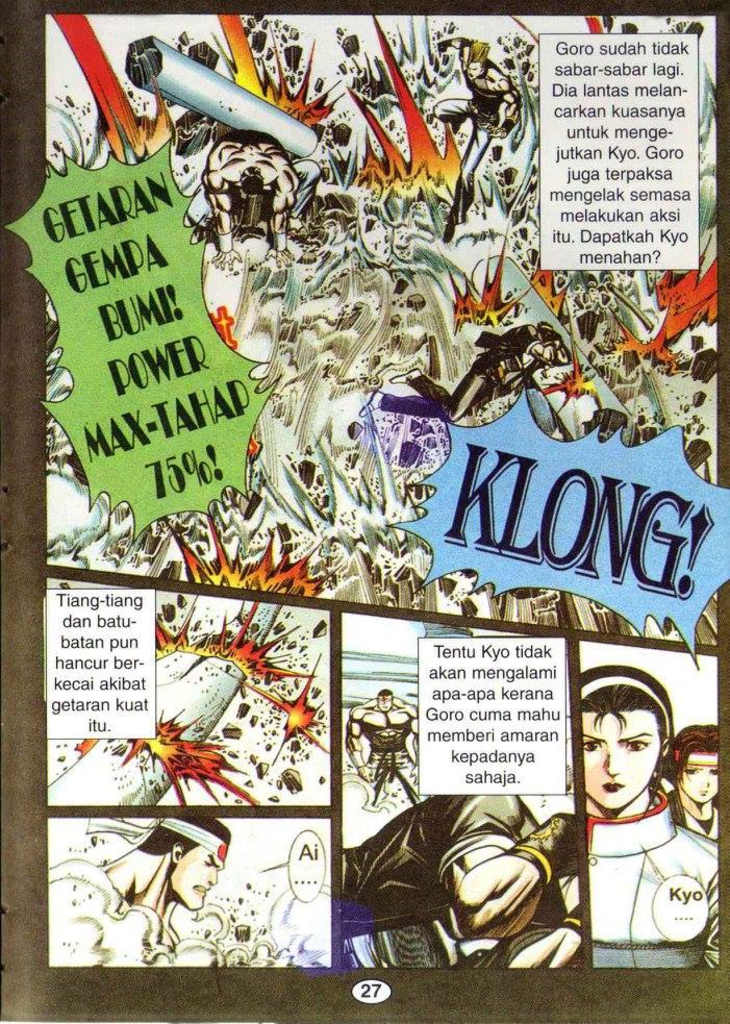 Goro sudah tidak
sabar-sabar lagi.
Dia telah melan-
carkan kuasanya
untuk menge-
jutkan Kyo. Goro
juga terpaksa
mengelak semasa
melakukan aksi
itu. Dapatkah Kyo
menahan?
GETARAN
GEMPA
BUMI!
POWER
MAX-TAHAP
75%!
KLONG!
Tiang-tiang
dan batu-
batan pun
hancur ber-
kecai akibat
getaran kuat
itu.
Tentu Kyo tidak
akan mengalami
apa-apa kerana
Goro cuma mahu
memberi amaran
kepadanya
sahaja.
Ai
....
Kyo
....
27